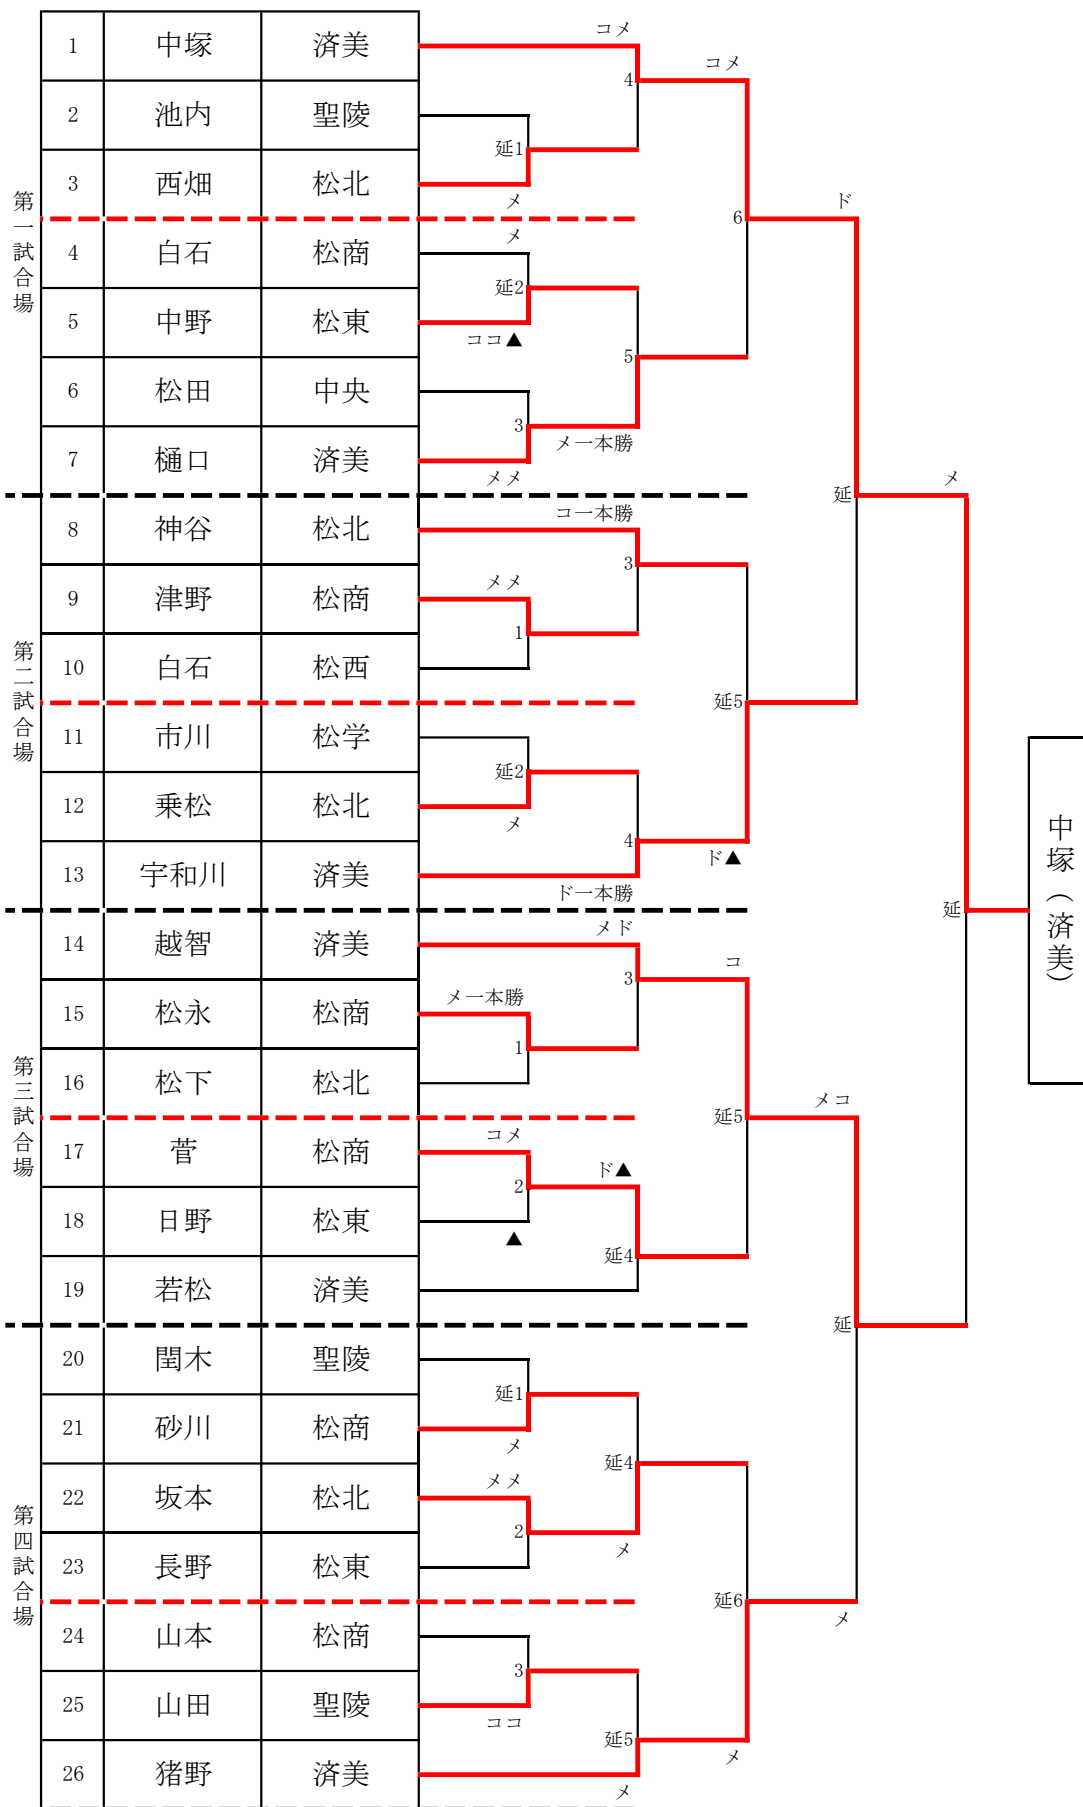 第一試合場
1 中塚 済美
2 池内 聖陵
3 西畑 松北
4 白石 松商
5 中野 松東
6 松田 中央
7 樋口 済美
第二試合場
8 神谷 松北
9 津野 松商
10 白石 松西
11 市川 松学
12 乗松 松北
13 宇和川 済美
第三試合場
14 越智 済美
15 松永 松商
16 松下 松北
17 菅 松商
18 日野 松東
19 若松 済美
第四試合場
20 閏木 聖陵
21 砂川 松商
22 坂本 松北
23 長野 松東
24 山本 松商
25 山田 聖陵
26 猪野 済美
延1
メ
メ
延2
ココ▲
3
メメ
メメ
1
延2
メ
メ一本勝
1
コメ
2
▲
延1
メ
メメ
2
3
ココ
コメ
4
5
メ一本勝
コ一本勝
3
4
ド一本勝
メド
3
ド▲
延4
延4
メ
延5
メ
コメ
6
延5
ド▲
コ
延5
延6
メ
ド
延
メコ
延
メ
メ
延
中塚（済美）